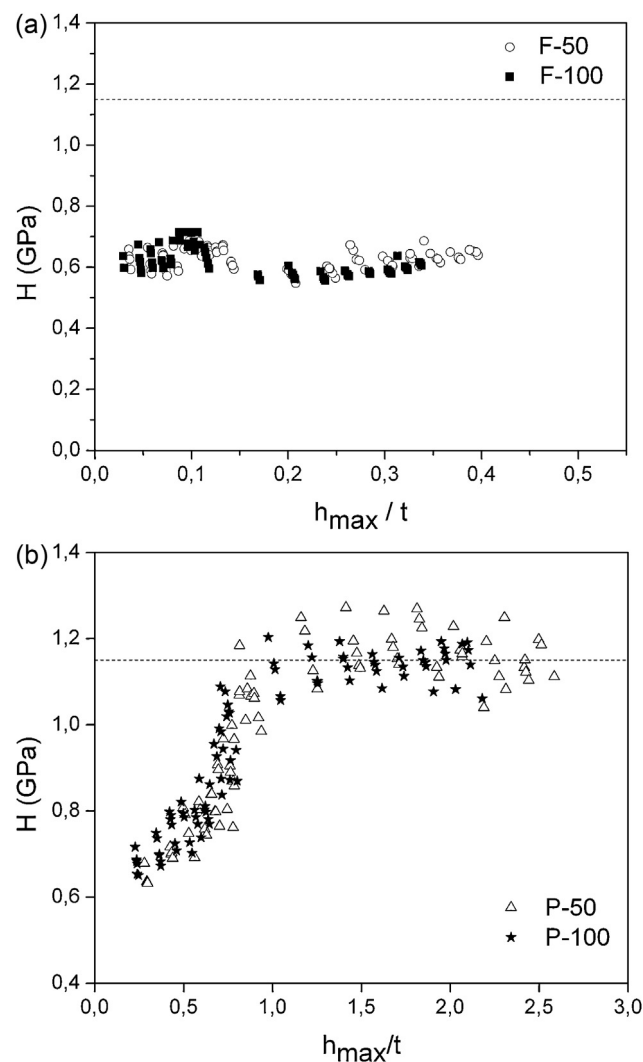 (a)
1,4
1,2
1,0
0,8
0,6
0,4
0,2
0,0
H (GPa)
F-50
F-100
0,0 0,1 0,2 0,3 0,4 0,5
hmax / t
(b)
1,4
1,2
1,0
0,8
0,6
0,4
H (GPa)
P-50
P-100
0,0 0,5 1,0 1,5 2,0 2,5 3,0
hmax/t